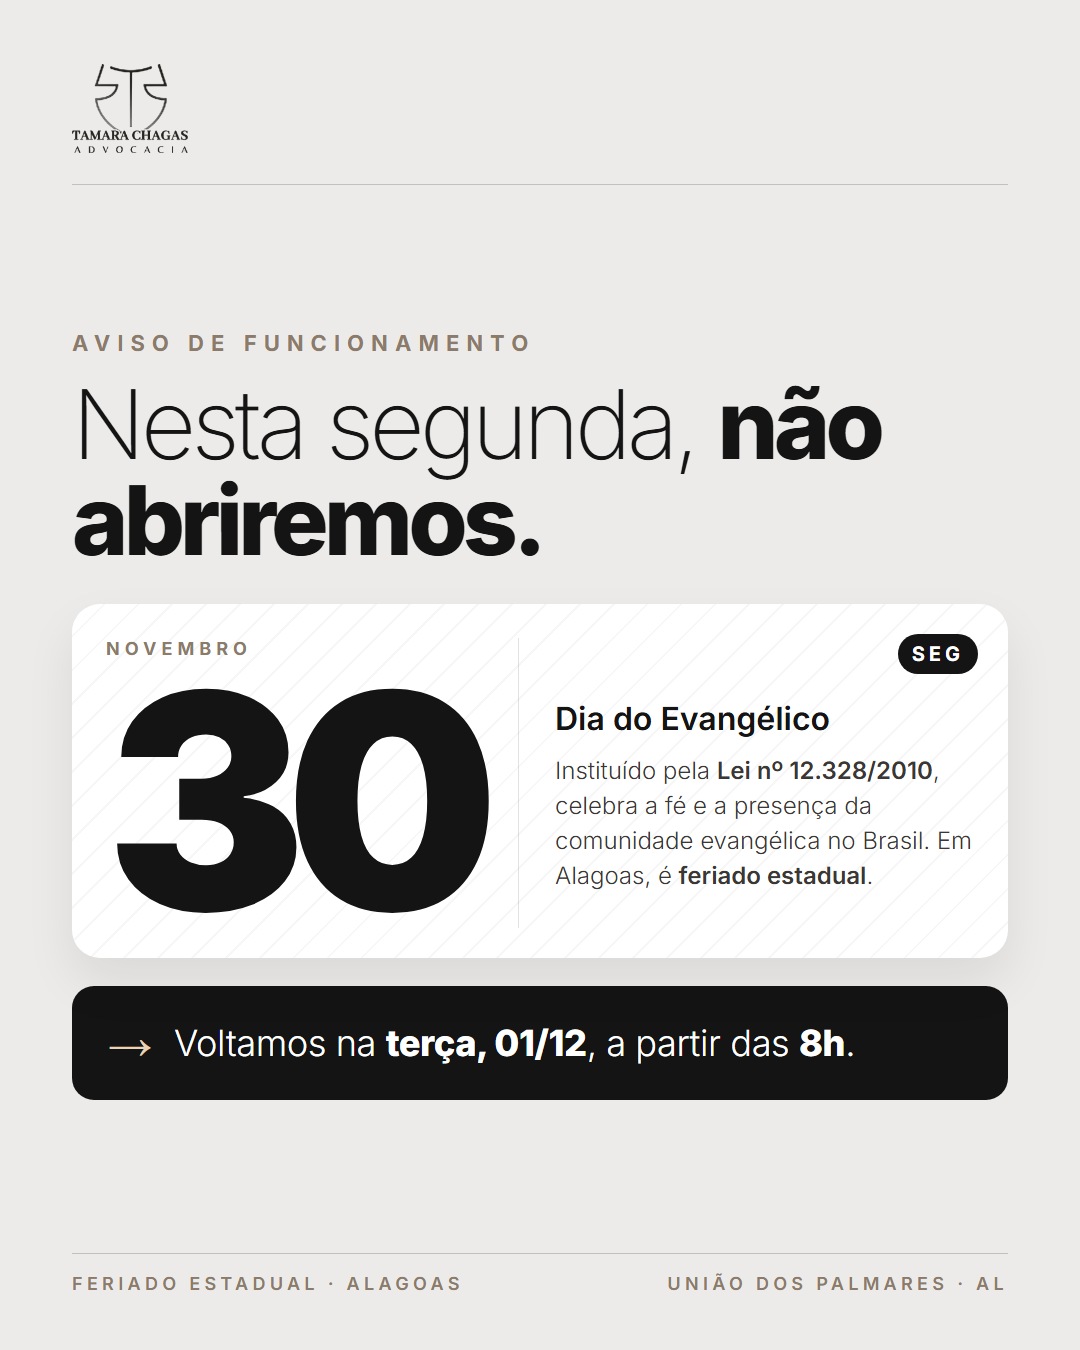 TAMARA CHAGAS
ADVOCACIA
AVISO DE FUNCIONAMENTO
Nesta segunda, não
abriremos.
NOVEMBRO
30
SEG
Dia do Evangélico
Instituído pela Lei nº 12.328/2010,
celebra a fé e a presença da
comunidade evangélica no Brasil. Em
Alagoas, é feriado estadual.
→ Voltamos na terça, 01/12, a partir das 8h.
FERIADO ESTADUAL · ALAGOAS
UNIÃO DOS PALMARES · AL